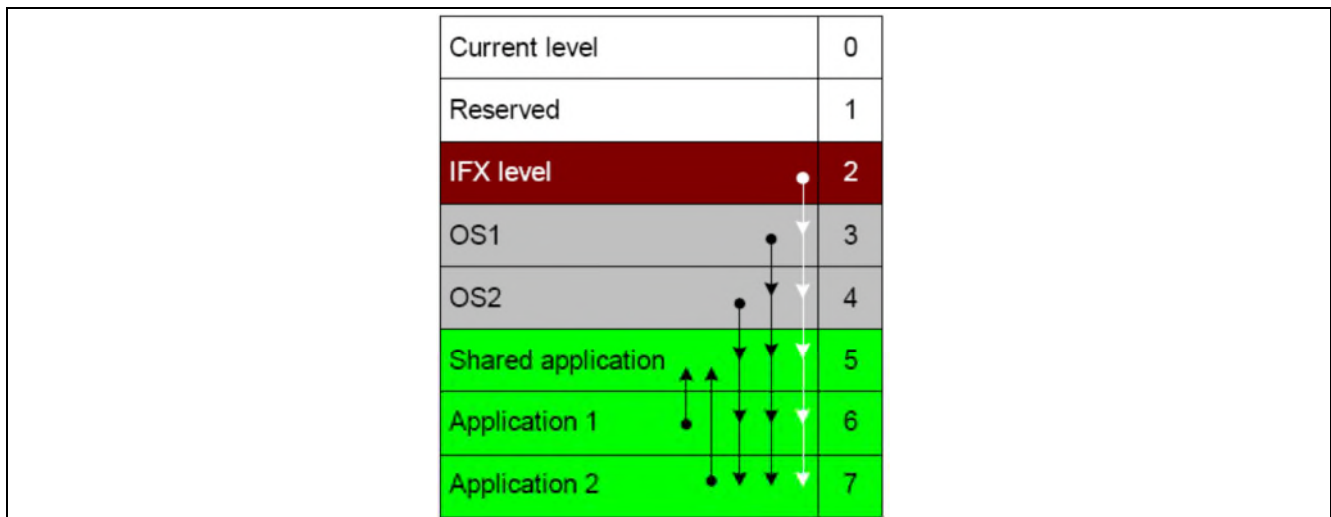 Current level 0
Reserved 1
IFX level 2
OS1 3
OS2 4
Shared application 5
Application 1 6
Application 2 7